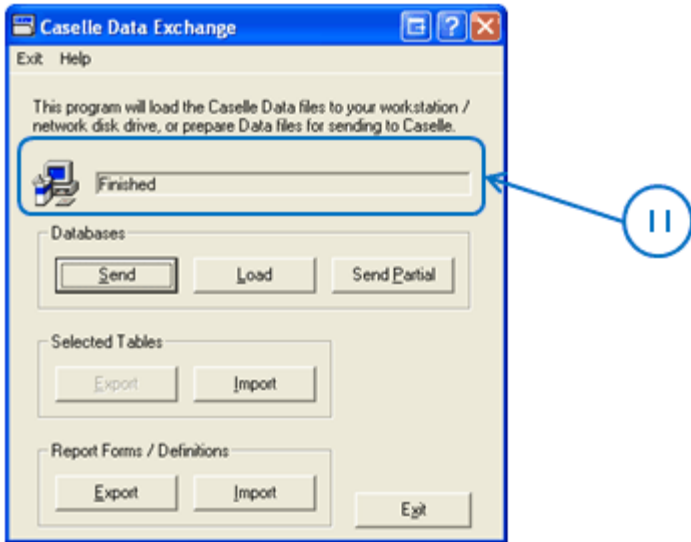 Caselle Data Exchange
Exit Help
This program will load the Caselle Data files to your workstation /
network disk drive, or prepare Data files for sending to Caselle.
Finished
11
Databases
Send Load Send Partial
Selected Tables
Export Import
Report Forms / Definitions
Export Import
Exit